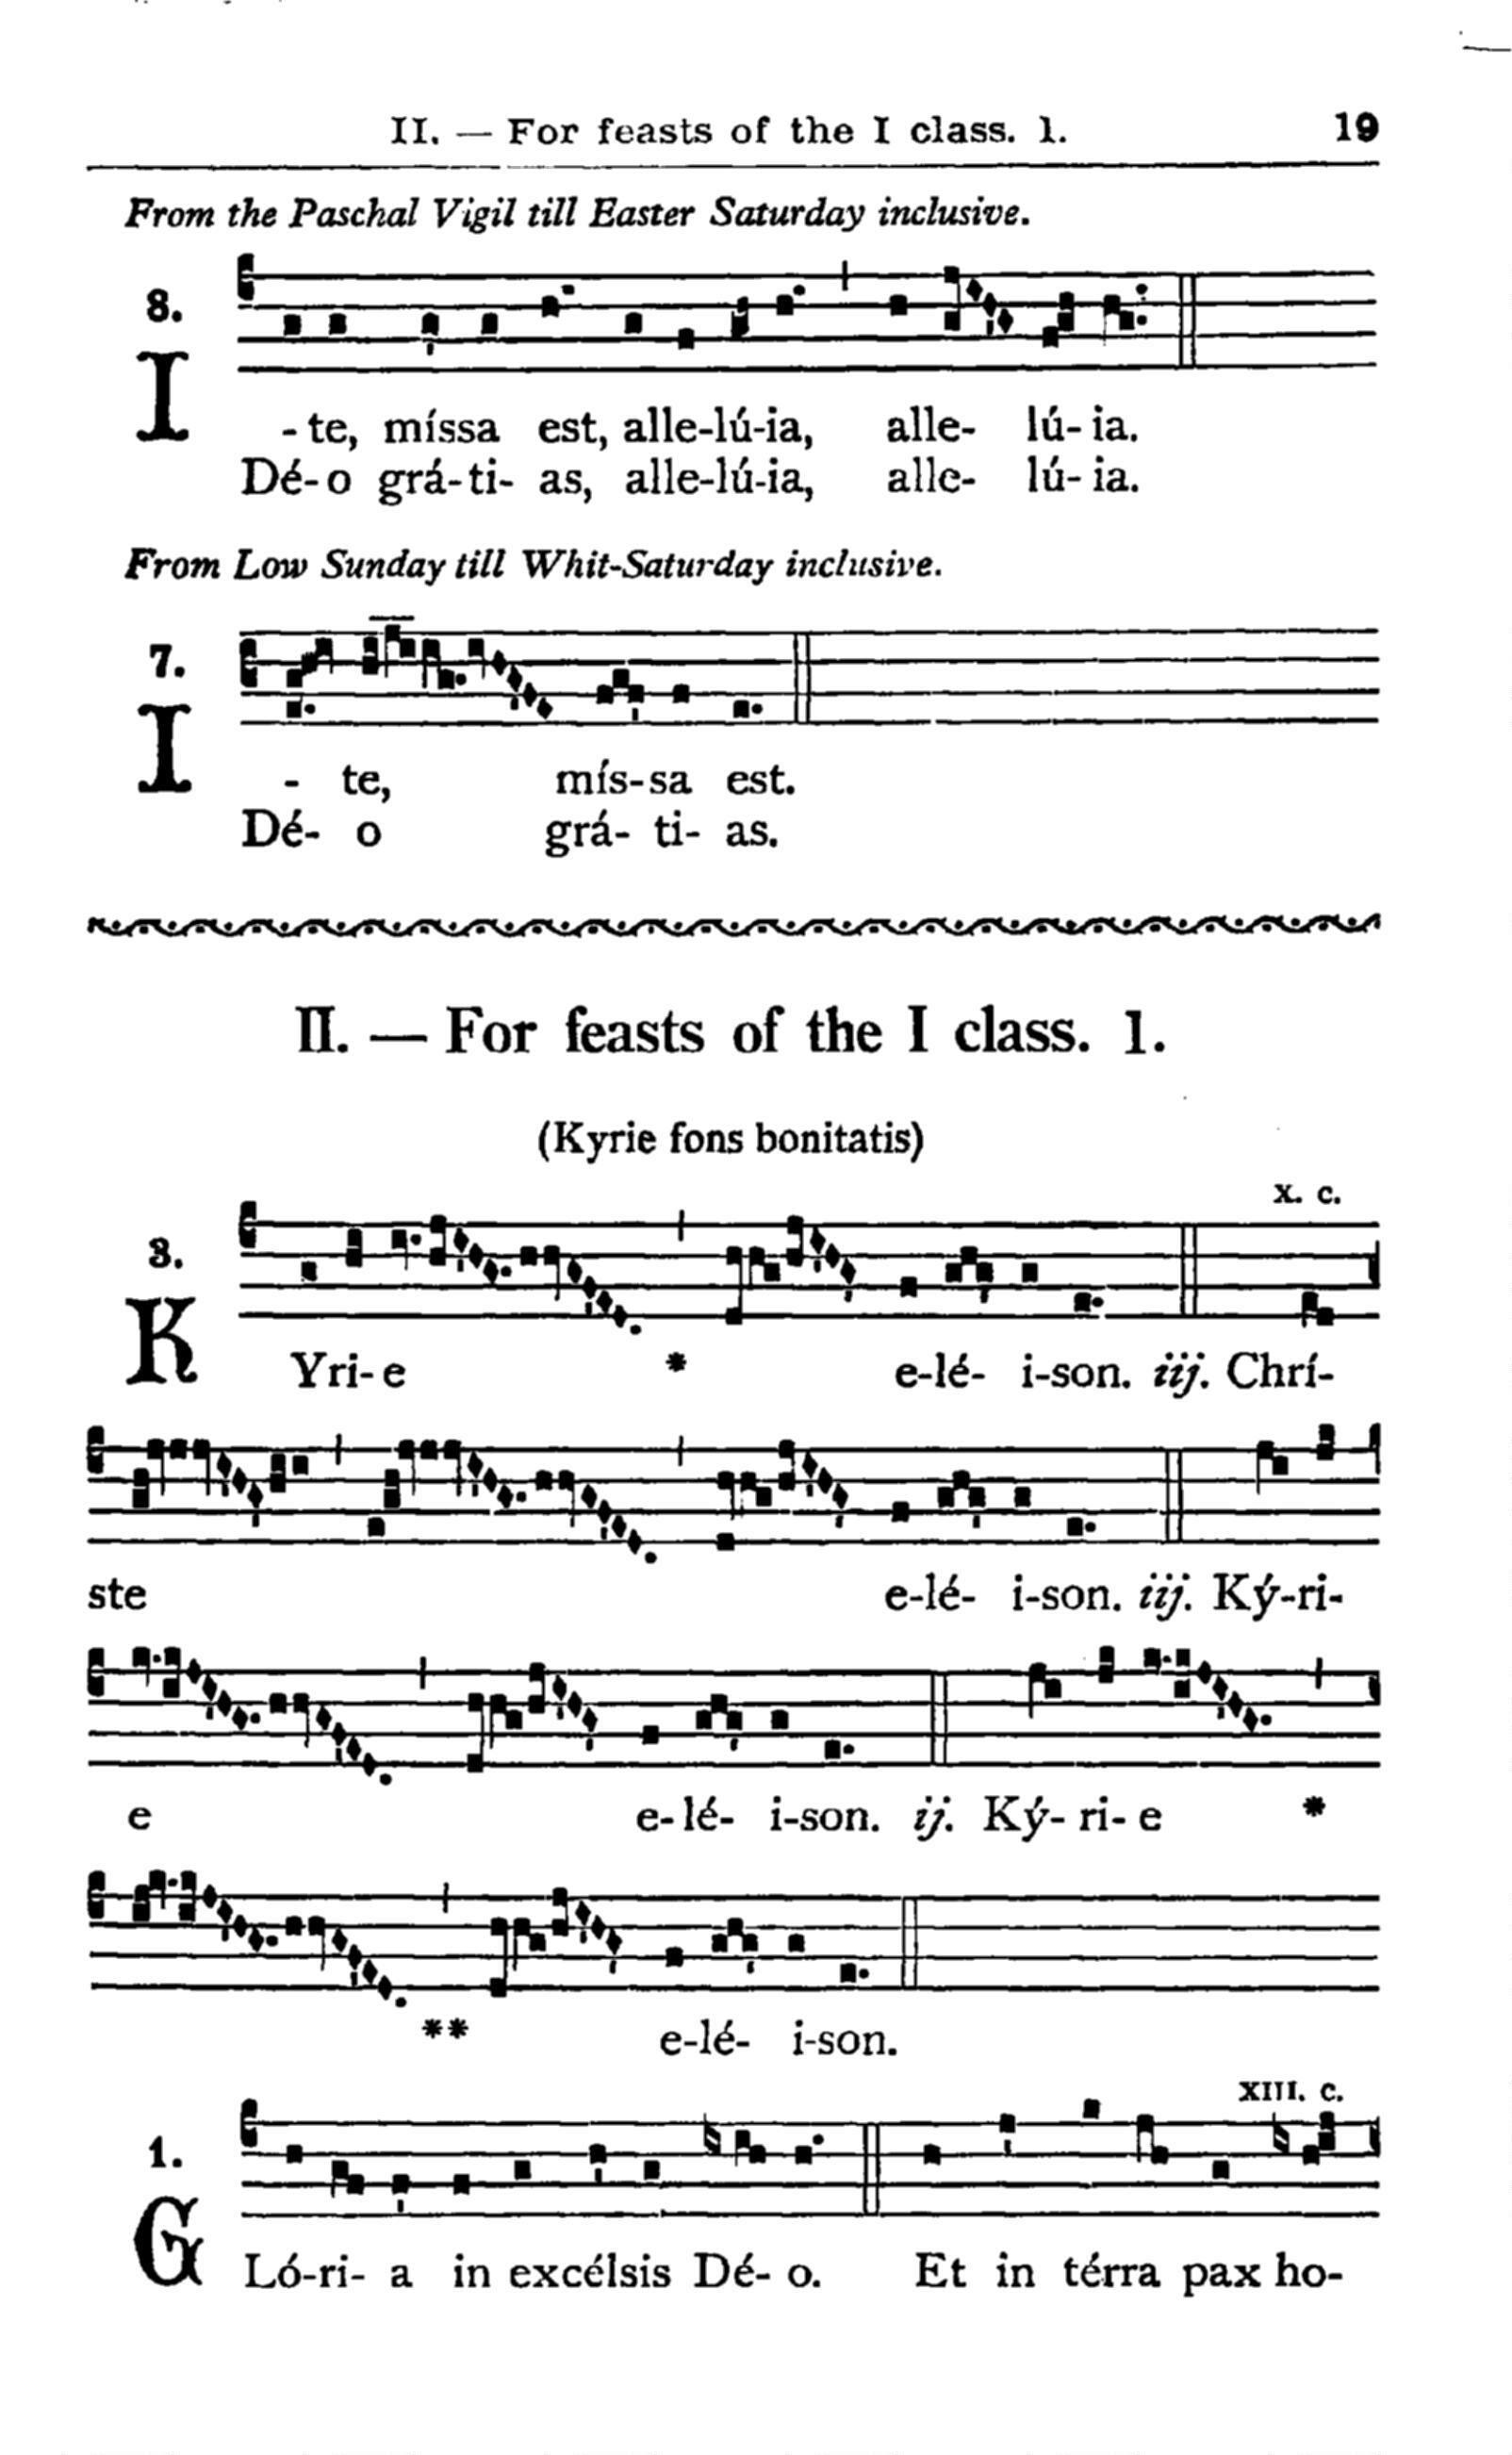 II. — For feasts of the I class. 1. 19
From the Paschal Vigil till Easter Saturday inclusive.
8.
I - te, míssa est, alle-lú-ia, alle- lú- ia.
Dé- o grá-ti- as, alle-lú-ia, alle- lú- ia.
From Low Sunday till Whit-Saturday inclusive.
7.
I - te, mís-sa est.
Dé- o grá- ti- as.
II. — For feasts of the I class. 1.
(Kyrie fons bonitatis)
x. c.
3.
K Yri- e * e-lé- i-son. iij. Chrí-
ste e-lé- i-son. iij. Ký-ri-
e e- lé- i-son. ij. Ký- ri- e *
** e-lé- i-son.
XIII. c.
1.
G Ló-ri- a in excélsis Dé- o. Et in térra pax ho-